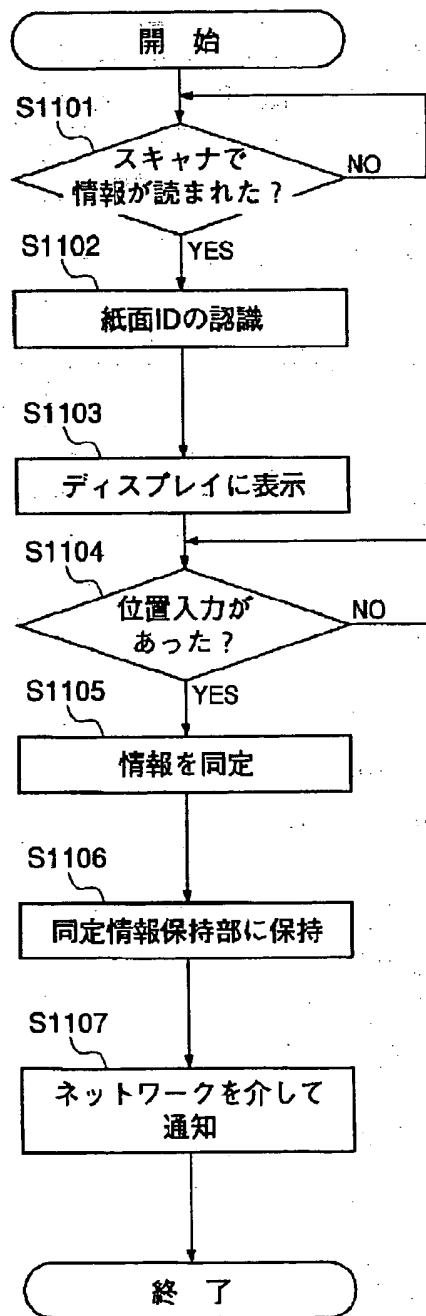 開 始
S1101
スキャナで
情報が読まれた?
NO
YES
S1102
紙面IDの認識
S1103
ディスプレイに表示
S1104
位置入力が
あった?
NO
YES
S1105
情報を同定
S1106
同定情報保持部に保持
S1107
ネットワークを介して
通知
終 了